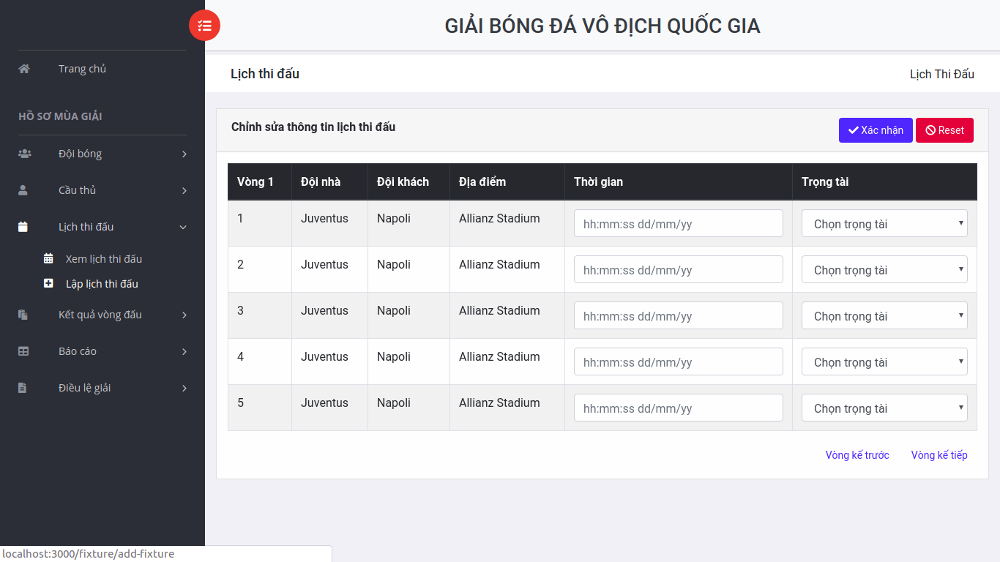 GIẢI BÓNG ĐÁ VÔ ĐỊCH QUỐC GIA
Trang chủ
HỒ SƠ MÙA GIẢI
Đội bóng
Cầu thủ
Lịch thi đấu
Xem lịch thi đấu
Lập lịch thi đấu
Kết quả vòng đấu
Báo cáo
Điều lệ giải
Lịch thi đấu Lịch Thi Đấu
Chỉnh sửa thông tin lịch thi đấu Xác nhận Reset
Vòng 1 Đội nhà Đội khách Địa điểm Thời gian Trọng tài
1 Juventus Napoli Allianz Stadium hh:mm:ss dd/mm/yy Chọn trọng tài
2 Juventus Napoli Allianz Stadium hh:mm:ss dd/mm/yy Chọn trọng tài
3 Juventus Napoli Allianz Stadium hh:mm:ss dd/mm/yy Chọn trọng tài
4 Juventus Napoli Allianz Stadium hh:mm:ss dd/mm/yy Chọn trọng tài
5 Juventus Napoli Allianz Stadium hh:mm:ss dd/mm/yy Chọn trọng tài
Vòng kế trước Vòng kế tiếp
localhost:3000/fixture/add-fixture